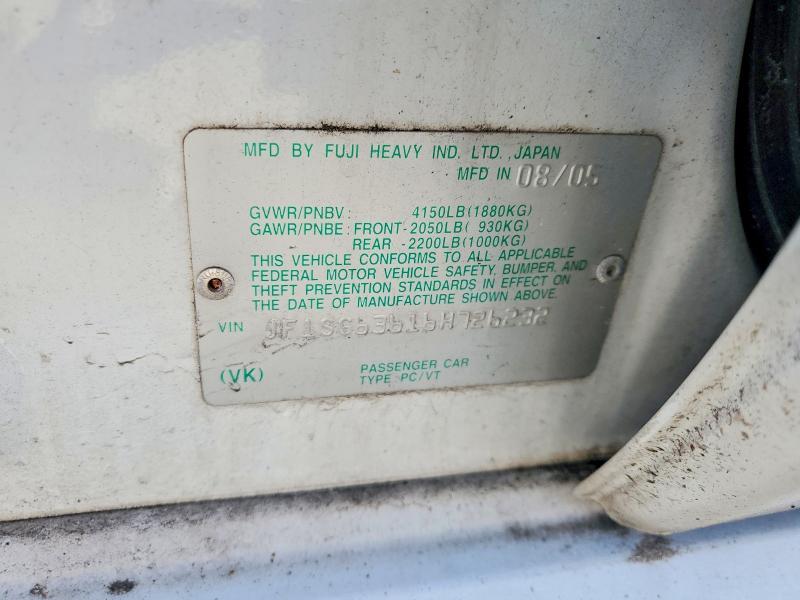 MFD BY FUJI HEAVY IND. LTD., JAPAN
MFD IN 08/05
GVWR/PNBV: 4150LB(1880KG)
GAWR/PNBE: FRONT-2050LB( 930KG)
REAR -2200LB(1000KG)
THIS VEHICLE CONFORMS TO ALL APPLICABLE
FEDERAL MOTOR VEHICLE SAFETY, BUMPER, AND
THEFT PREVENTION STANDARDS IN EFFECT ON
THE DATE OF MANUFACTURE SHOWN ABOVE.
VIN JF1SG63616H726232
(VK) PASSENGER CAR
TYPE PC/VT